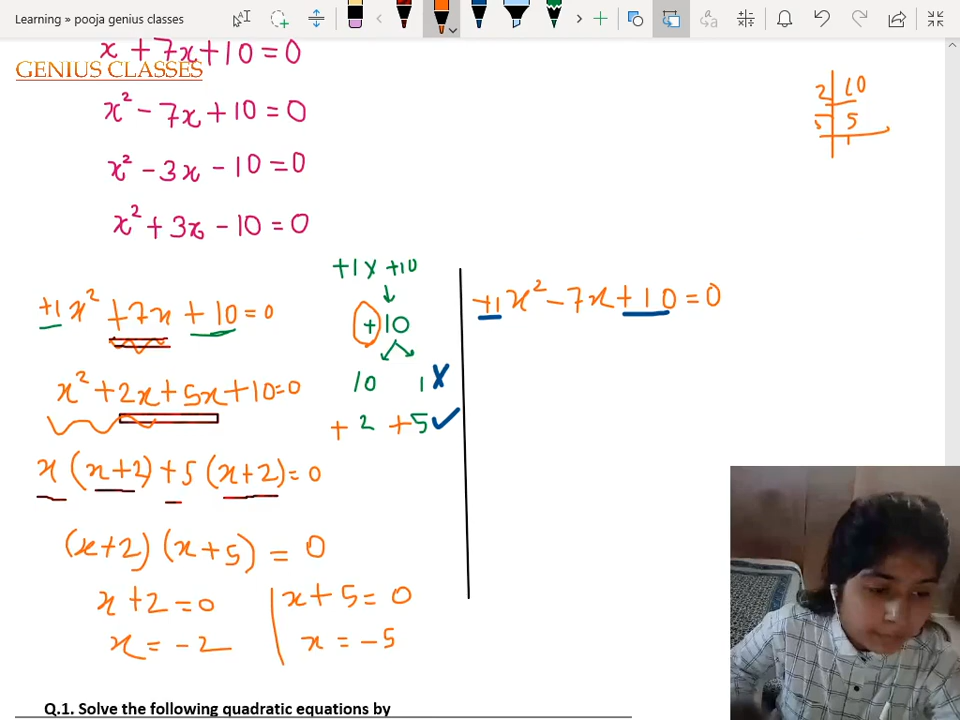 Learning » pooja genius classes
x + 7x + 10 = 0
GENIUS CLASSES
x² - 7x + 10 = 0
x² - 3x - 10 = 0
x² + 3x - 10 = 0
2 | 10
5 | 5
1
+1x² + 7x + 10 = 0
x² + 2x + 5x + 10 = 0
x (x+2) + 5 (x+2) = 0
(x+2) (x+5) = 0
x + 2 = 0 | x + 5 = 0
x = -2 | x = -5
+1 x +10
+10
10 1 ✗
+ 2 + 5 ✓
+1x² - 7x + 10 = 0
Q.1. Solve the following quadratic equations by